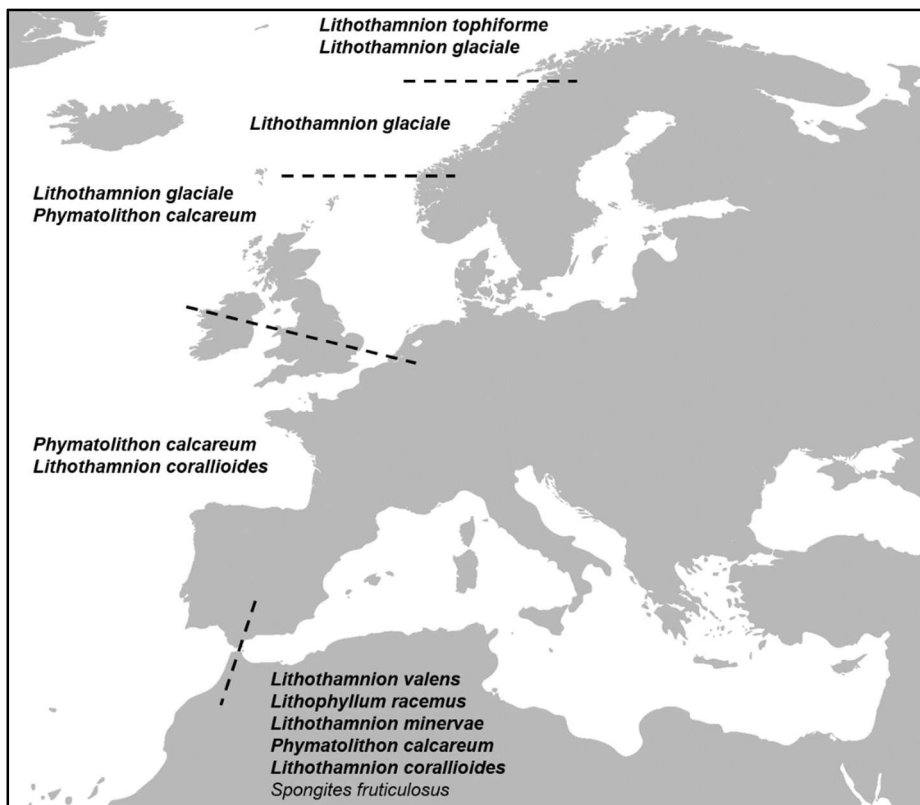 Lithothamnion tophiforme
Lithothamnion glaciale
Lithothamnion glaciale
Lithothamnion glaciale
Phymatolithon calcareum
Phymatolithon calcareum
Lithothamnion corallioides
Lithothamnion valens
Lithophyllum racemus
Lithothamnion minervae
Phymatolithon calcareum
Lithothamnion corallioides
Spongites fruticulosus